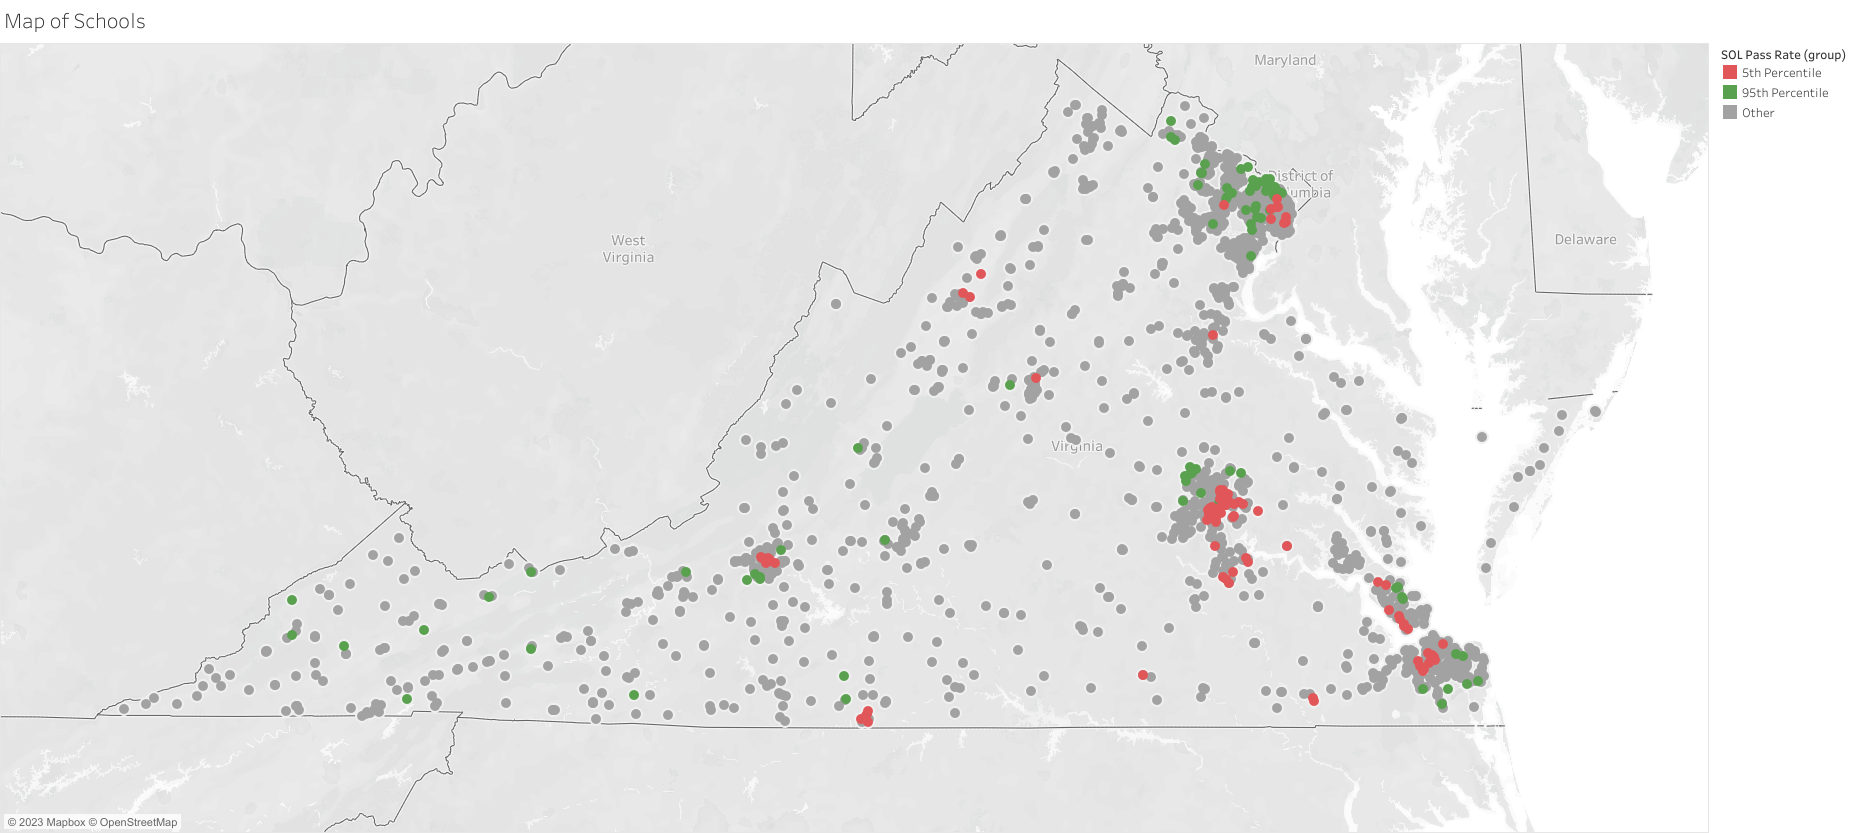 Map of Schools
Maryland
SOL Pass Rate (group)
5th Percentile
95th Percentile
Other
District of
West
Virginia
Delaware
Virginia
© 2023 Mapbox © OpenStreetMap